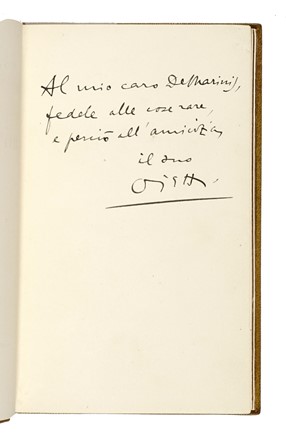 Al mio caro De Marinis,
fedele alle cose rare,
e perciò all'amicizia,
il suo
Ojetti